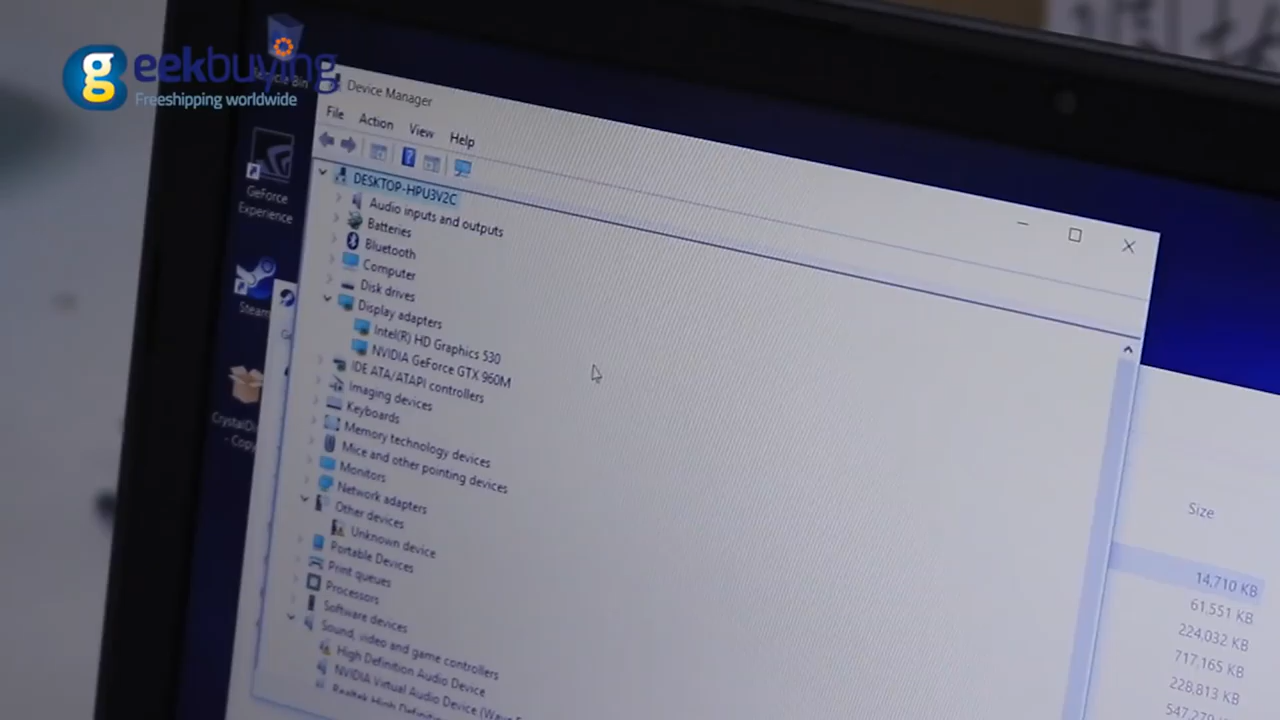 geekbuying
Freeshipping worldwide
Device Manager
File Action View Help
DESKTOP-HPU3V2C
Audio inputs and outputs
Batteries
Bluetooth
Computer
Disk drives
Display adapters
Intel(R) HD Graphics 530
NVIDIA GeForce GTX 960M
IDE ATA/ATAPI controllers
Imaging devices
Keyboards
Memory technology devices
Mice and other pointing devices
Monitors
Network adapters
Other devices
Unknown device
Portable Devices
Print queues
Processors
Software devices
Sound, video and game controllers
High Definition Audio Device
NVIDIA Virtual Audio Device
Realtek High
Bin
GeForce
Experience
Steam
- Copy
Size
14,710 KB
61,551 KB
224,032 KB
717,165 KB
228,813 KB